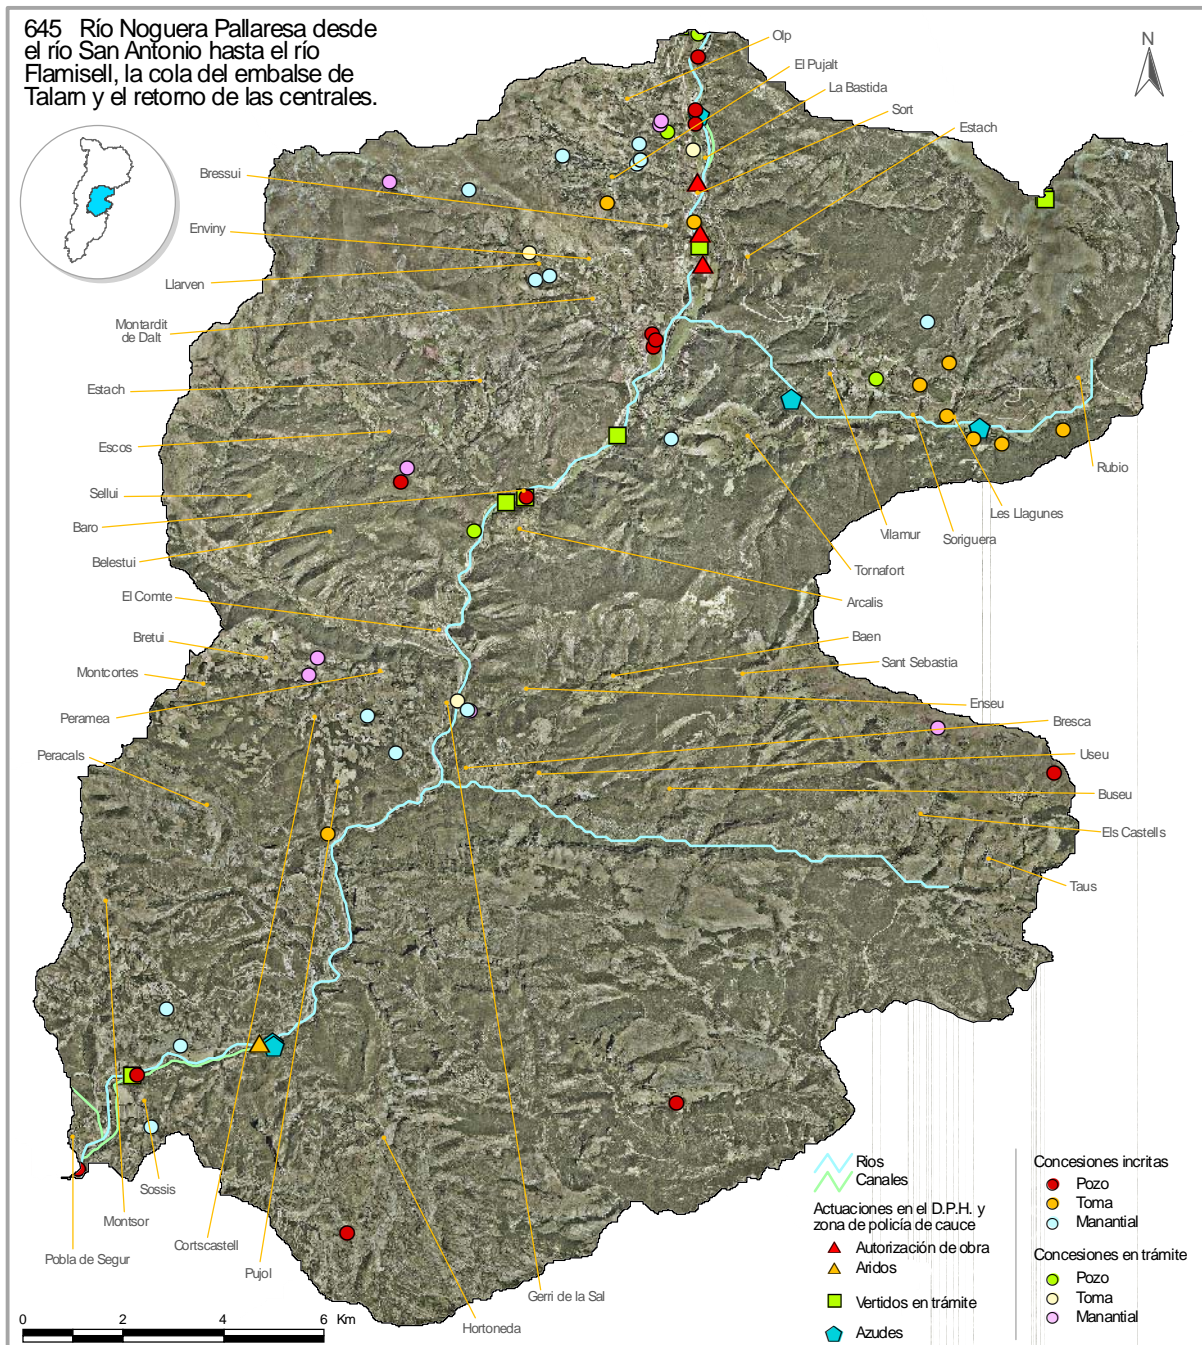 645 Río Noguera Pallaresa desde
el río San Antonio hasta el río
Flamisell, la cola del embalse de
Talarn y el retorno de las centrales.
N
Olp
El Pujalt
La Bastida
Sort
Estach
Bressui
Enviny
Llarven
Montardit
de Dalt
Estach
Escos
Sellui
Baro
Belestui
El Comte
Bretui
Montcortes
Peramea
Peracals
Rubio
Les Llagunes
Vilamur
Soriguera
Tornafort
Arcalis
Baen
Sant Sebastia
Enseu
Bresca
Useu
Buseu
Els Castells
Taus
Sossis
Montsor
Pobla de Segur
Cortscastell
Pujol
Gerri de la Sal
Hortoneda
Rios
Canales
Actuaciones en el D.P.H. y
zona de policía de cauce
Autorización de obra
Aridos
Vertidos en trámite
Azudes
Concesiones incritas
Pozo
Toma
Manantial
Concesiones en trámite
Pozo
Toma
Manantial
0 2 4 6 Km